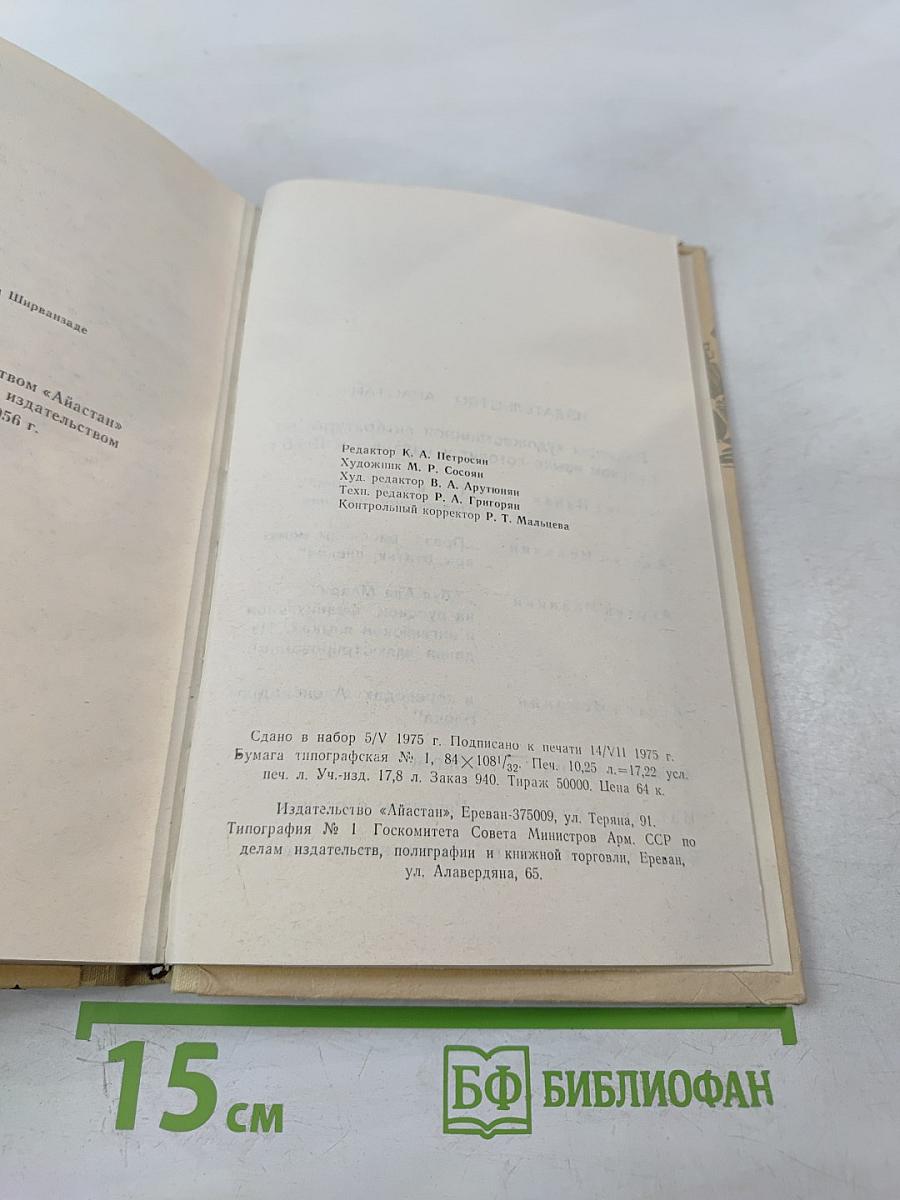 Ширванзаде
твом «Айастан»
издательством
956 г.
Редактор К. А. Петросян
Художник М. Р. Сосоян
Худ. редактор В. А. Арутюнян
Техн. редактор Р. А. Григорян
Контрольный корректор Р. Т. Мальцева
Сдано в набор 5/V 1975 г. Подписано к печати 14/VII 1975 г.
Бумага типографская № 1, 84×108¹/₃₂. Печ. 10,25 л.=17,22 усл.
печ. л. Уч.-изд. 17,8 л. Заказ 940. Тираж 50000. Цена 64 к.
Издательство «Айастан», Ереван-375009, ул. Теряна, 91.
Типография № 1 Госкомитета Совета Министров Арм. ССР по
делам издательств, полиграфии и книжной торговли, Ереван,
ул. Алавердяна, 65.
15 см
БФ БИБЛИОФАН